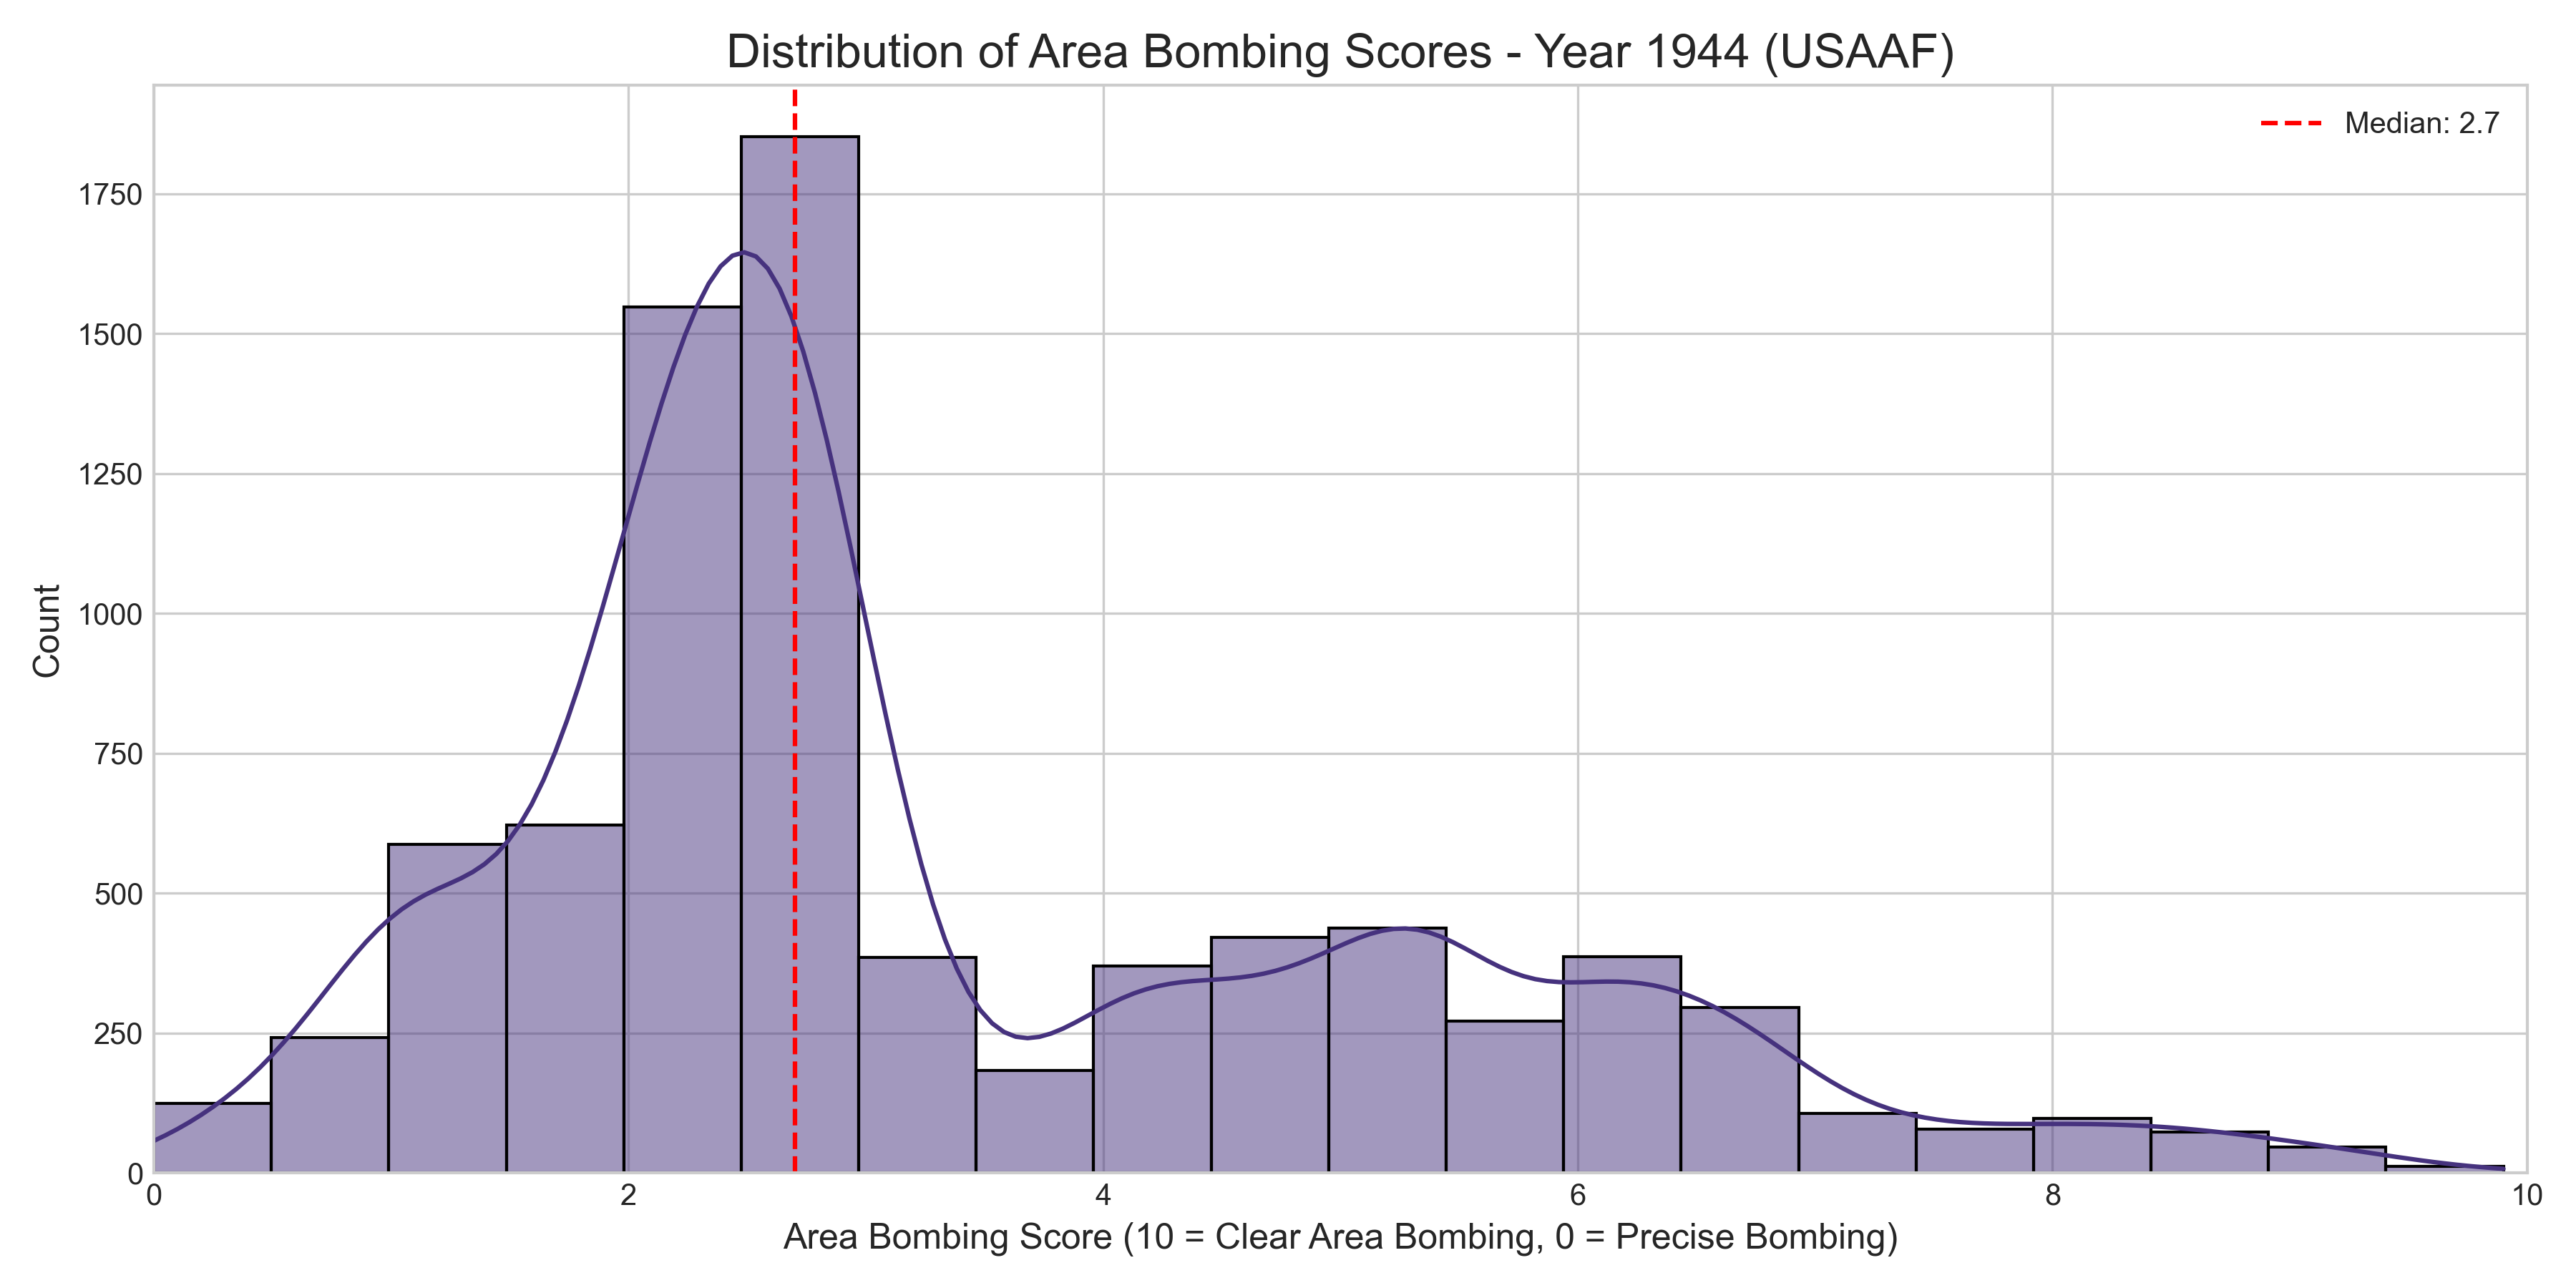 Distribution of Area Bombing Scores - Year 1944 (USAAF)
Median: 2.7
1750
1500
1250
1000
750
500
250
0
Count
0 2 4 6 8 10
Area Bombing Score (10 = Clear Area Bombing, 0 = Precise Bombing)